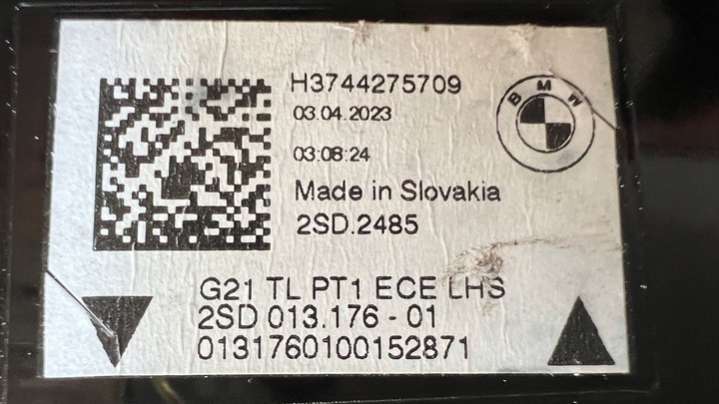 H3744275709
BMW
03.04.2023
03:08:24
Made in Slovakia
2SD.2485
G21 TL PT1 ECE LHS
2SD 013.176 - 01
0131760100152871